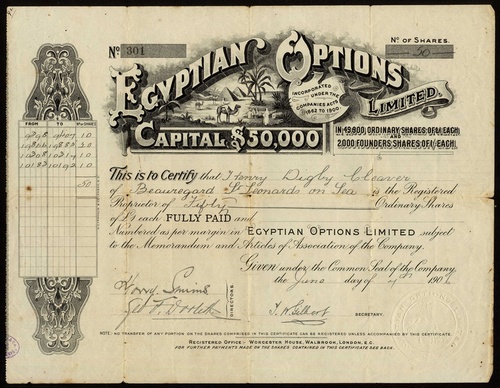 No 301
No OF SHARES.
50
EGYPTIAN OPTIONS
LIMITED.
INCORPORATED UNDER THE COMPANIES ACTS 1862 TO 1900
CAPITAL £50,000
IN 49,800, ORDINARY SHARES OF £1 EACH,
AND
2,000 FOUNDERS SHARES OF 1/- EACH.
FROM TO
50
This is to Certify that Henry Digby Cleaver
of Beauregard St Leonards on Sea is the Registered
Proprietor of Fifty Ordinary Shares
of £1 each FULLY PAID and
Numbered as per margin in EGYPTIAN OPTIONS LIMITED subject
to the Memorandum and Articles of Association of the Company.
Given under the Common Seal of the Company
the day of 190
DIRECTORS
SECRETARY.
NOTE: NO TRANSFER OF ANY PORTION OF THE SHARES COMPRISED IN THIS CERTIFICATE CAN BE REGISTERED UNLESS ACCOMPANIED BY THIS CERTIFICATE.
REGISTERED OFFICE: WORCESTER HOUSE, WALBROOK, LONDON, E.C.
FOR FURTHER PAYMENTS MADE ON THE SHARES CONTAINED IN THIS CERTIFICATE SEE BACK.